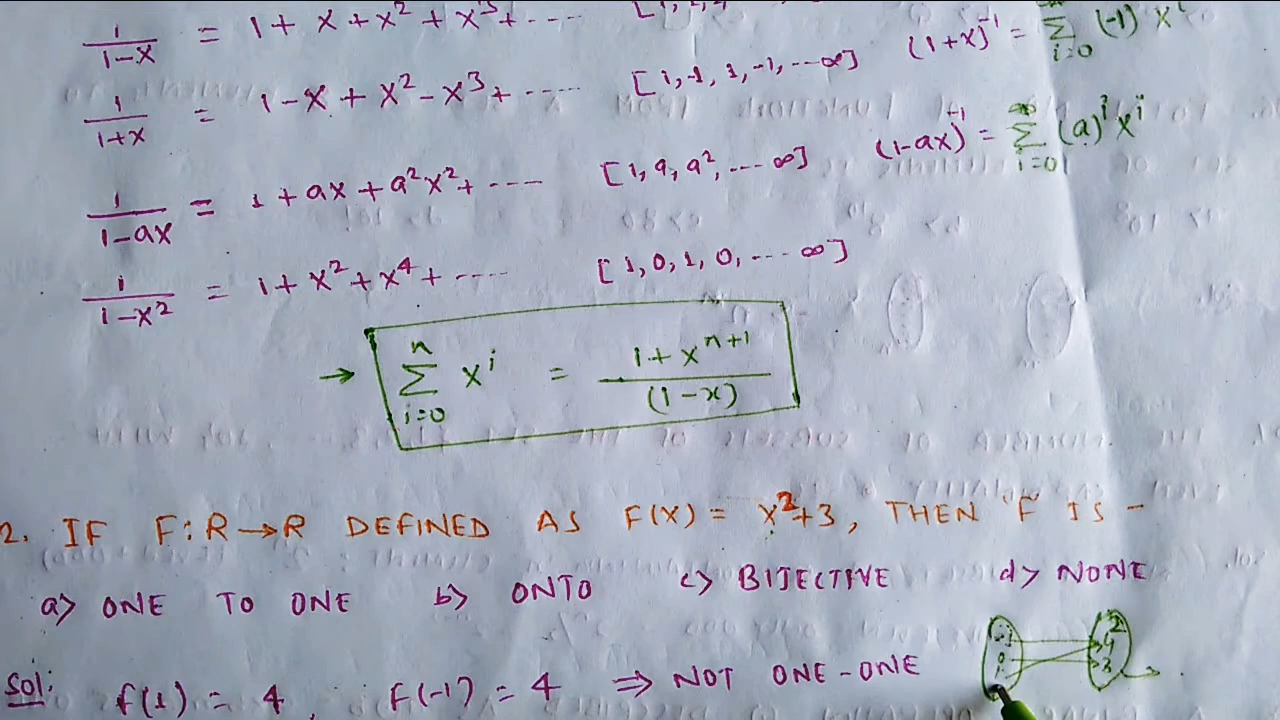 1/(1-x) = 1 + x + x² + x³ + ....
1/(1+x) = 1 - x + x² - x³ + ..... [1, -1, 1, -1, ... ∞] (1+x)⁻¹ = ∑ i=0 (-1) xⁱ
1/(1-ax) = 1 + ax + a²x² + .... [1, a, a², .... ∞] (1-ax)⁻¹ = ∞ ∑ i=0 (a)ⁱ xⁱ
1/(1-x²) = 1 + x² + x⁴ + ..... [1, 0, 1, 0, ... ∞]
→ n ∑ i=0 xⁱ = 1 + xⁿ⁺¹ / (1-x)
2. IF F: R → R DEFINED AS F(X) = X²+3, THEN 'F' IS -
a> ONE TO ONE b> ONTO c> BIJECTIVE d> NONE
Sol: f(1) = 4, F(-1) = 4 ⇒ NOT ONE-ONE